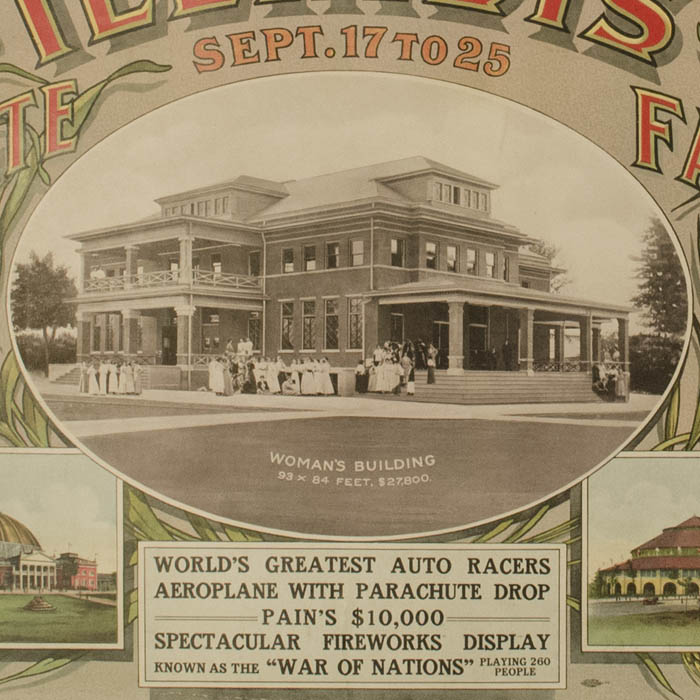 ILLINOIS
SEPT. 17 TO 25
TE FA
WOMAN'S BUILDING
93 x 84 FEET, $27,800.
WORLD'S GREATEST AUTO RACERS
AEROPLANE WITH PARACHUTE DROP
PAIN'S $10,000
SPECTACULAR FIREWORKS DISPLAY
KNOWN AS THE "WAR OF NATIONS" PLAYING 260 PEOPLE